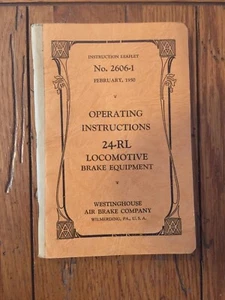 INSTRUCTION LEAFLET
No. 2606-1
FEBRUARY, 1950
OPERATING
INSTRUCTIONS
24-RL
LOCOMOTIVE
BRAKE EQUIPMENT
WESTINGHOUSE
AIR BRAKE COMPANY
WILMERDING, PA., U.S.A.